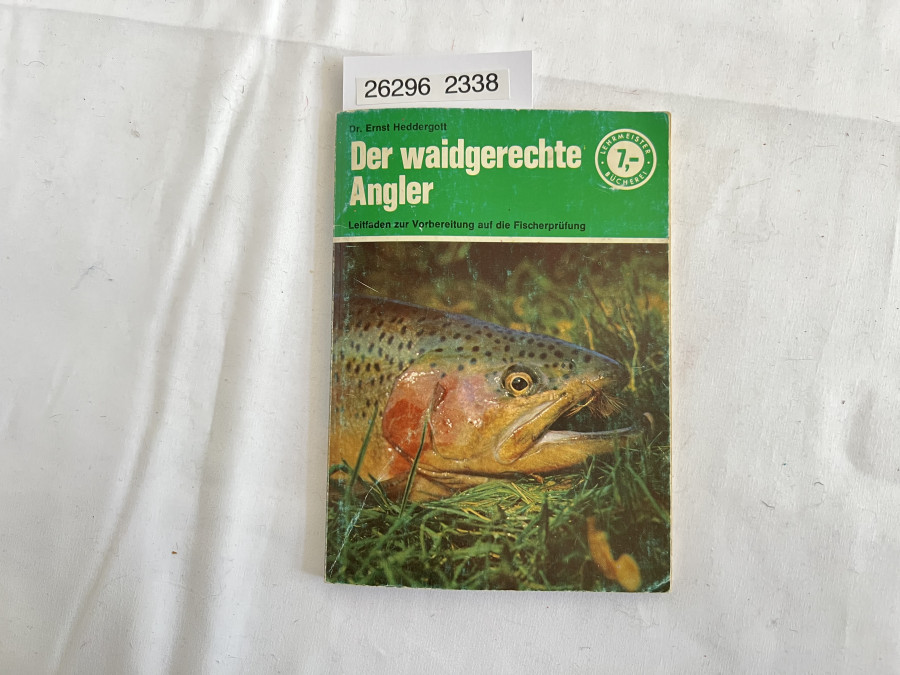 26296 2338
Dr. Ernst Heddergott
Der waidgerechte
Angler
LEHRMEISTER
7,-
BÜCHEREI
Leitfaden zur Vorbereitung auf die Fischerprüfung